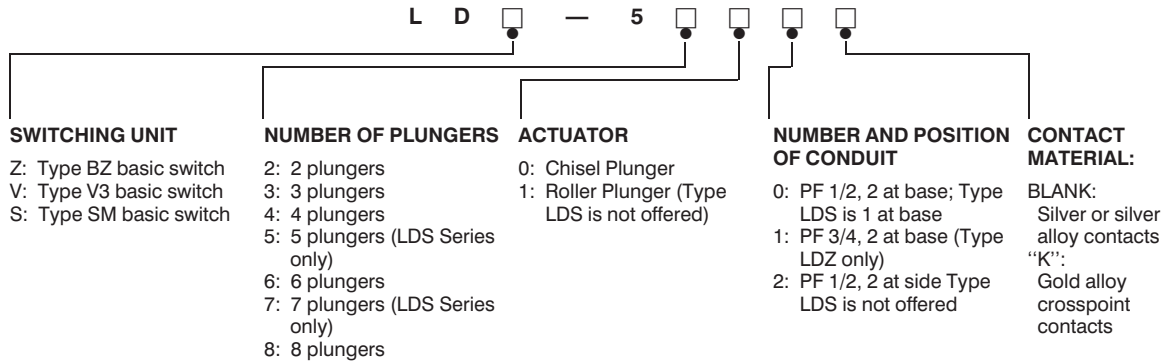 L D □ — 5 □ □ □ □
SWITCHING UNIT
Z: Type BZ basic switch
V: Type V3 basic switch
S: Type SM basic switch
NUMBER OF PLUNGERS
2: 2 plungers
3: 3 plungers
4: 4 plungers
5: 5 plungers (LDS Series
only)
6: 6 plungers
7: 7 plungers (LDS Series
only)
8: 8 plungers
ACTUATOR
0: Chisel Plunger
1: Roller Plunger (Type
LDS is not offered)
NUMBER AND POSITION
OF CONDUIT
0: PF 1/2, 2 at base; Type
LDS is 1 at base
1: PF 3/4, 2 at base (Type
LDZ only)
2: PF 1/2, 2 at side Type
LDS is not offered
CONTACT
MATERIAL:
BLANK:
Silver or silver
alloy contacts
‘‘K’’:
Gold alloy
crosspoint
contacts